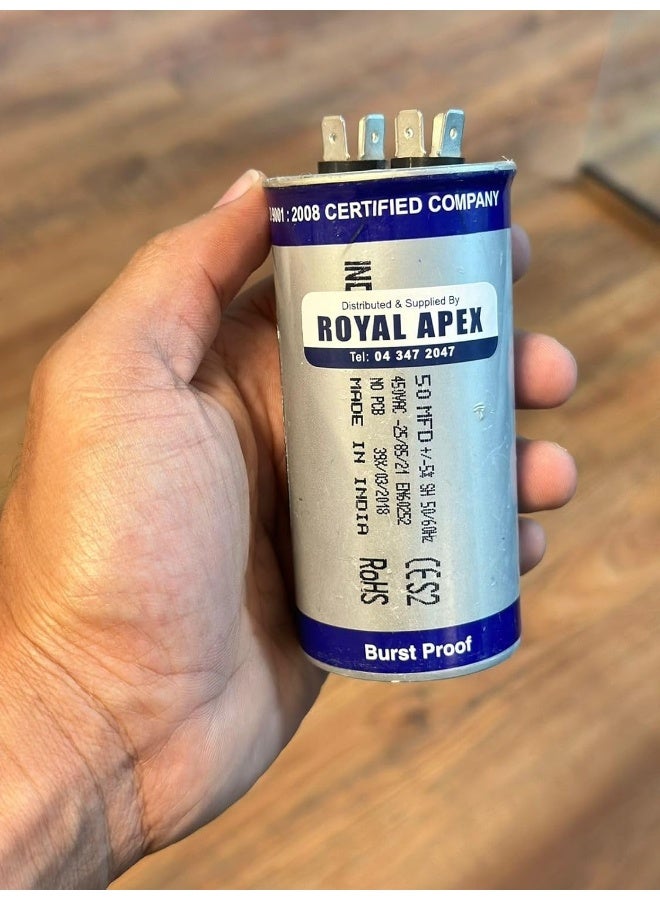 9001 : 2008 CERTIFIED COMPANY
Distributed & Supplied By
ROYAL APEX
Tel: 04 347 2047
50 MFD +/-5% SH 50/60Hz
450VAC -25/85/21 EN60252
NO PCB 39X/03/2018
MADE IN INDIA RoHS
CE S2
Burst Proof